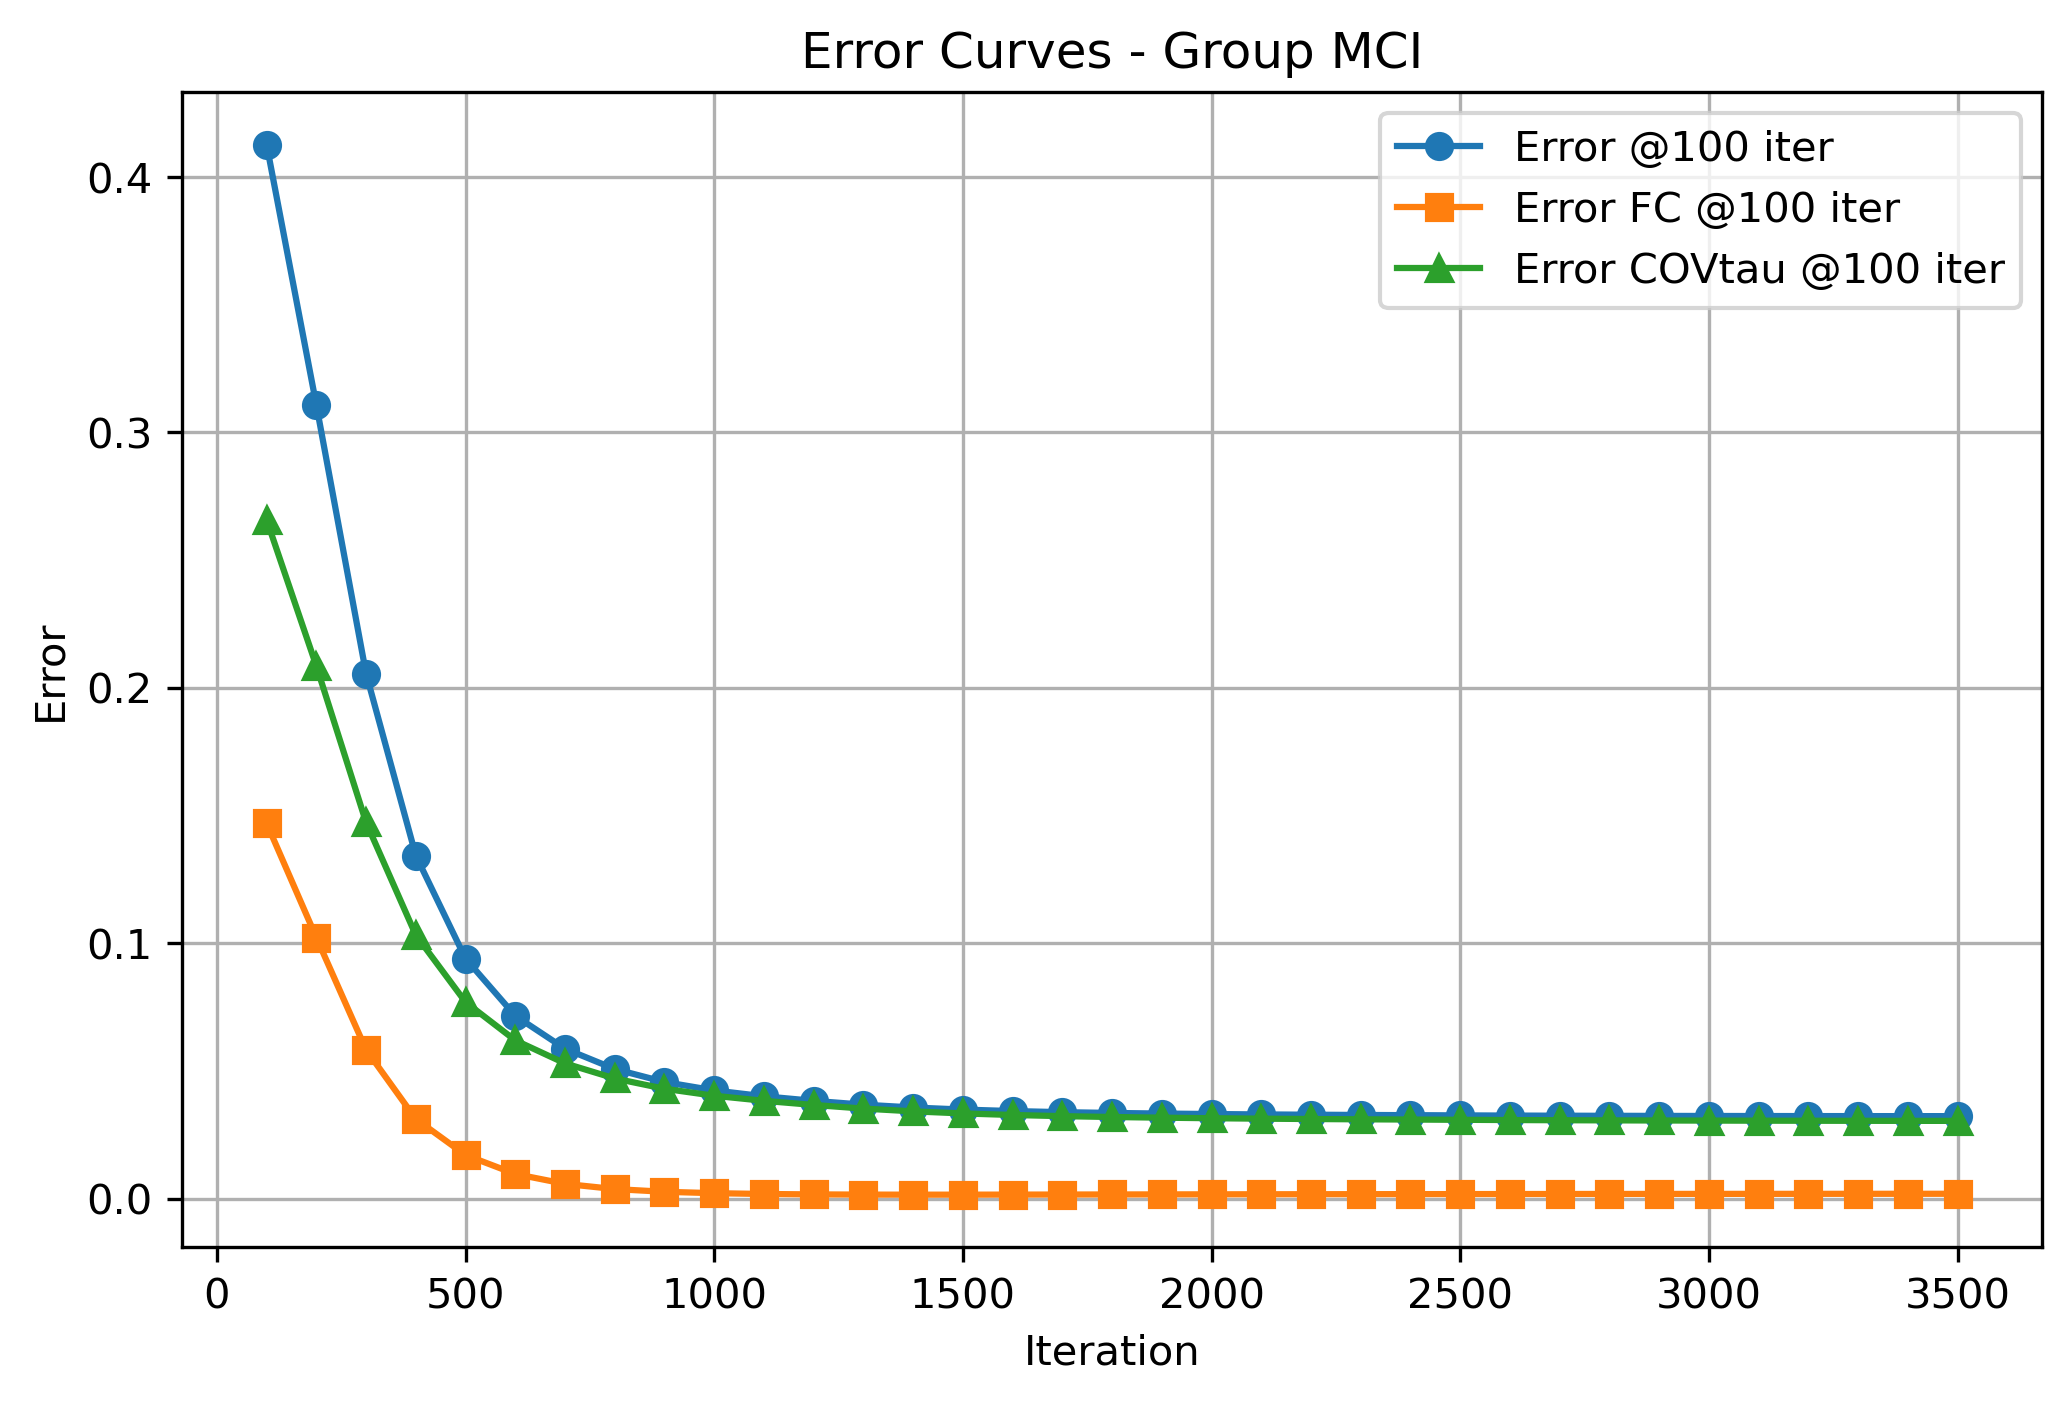 Error Curves - Group MCI
Error @100 iter
Error FC @100 iter
Error COVtau @100 iter
Error
0.4
0.3
0.2
0.1
0.0
0 500 1000 1500 2000 2500 3000 3500
Iteration